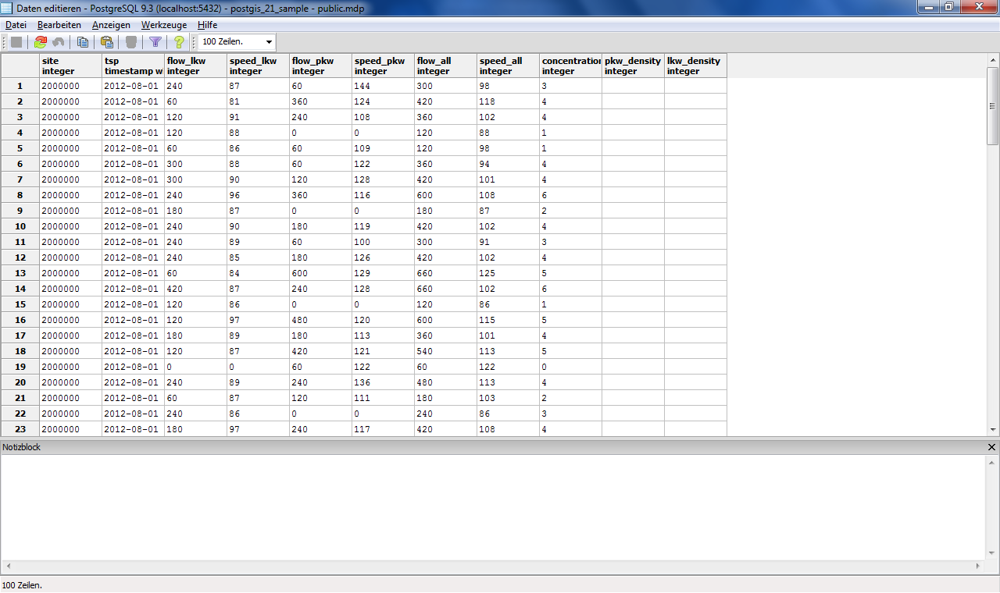 Daten editieren - PostgreSQL 9.3 (localhost:5432) - postgis_21_sample - public.mdp
Datei Bearbeiten Anzeigen Werkzeuge Hilfe
100 Zeilen.
site tsp flow_lkw speed_lkw flow_pkw speed_pkw flow_all speed_all concentration pkw_density lkw_density
integer timestamp w integer integer integer integer integer integer integer integer integer
1 2000000 2012-08-01 240 87 60 144 300 98 3
2 2000000 2012-08-01 60 81 360 124 420 118 4
3 2000000 2012-08-01 120 91 240 108 360 102 4
4 2000000 2012-08-01 120 88 0 0 120 88 1
5 2000000 2012-08-01 60 86 60 109 120 98 1
6 2000000 2012-08-01 300 88 60 122 360 94 4
7 2000000 2012-08-01 300 90 120 128 420 101 4
8 2000000 2012-08-01 240 96 360 116 600 108 6
9 2000000 2012-08-01 180 87 0 0 180 87 2
10 2000000 2012-08-01 240 90 180 119 420 102 4
11 2000000 2012-08-01 240 89 60 100 300 91 3
12 2000000 2012-08-01 240 85 180 126 420 102 4
13 2000000 2012-08-01 60 84 600 129 660 125 5
14 2000000 2012-08-01 420 87 240 128 660 102 6
15 2000000 2012-08-01 120 86 0 0 120 86 1
16 2000000 2012-08-01 120 97 480 120 600 115 5
17 2000000 2012-08-01 180 89 180 113 360 101 4
18 2000000 2012-08-01 120 87 420 121 540 113 5
19 2000000 2012-08-01 0 0 60 122 60 122 0
20 2000000 2012-08-01 240 89 240 136 480 113 4
21 2000000 2012-08-01 60 87 120 111 180 103 2
22 2000000 2012-08-01 240 86 0 0 240 86 3
23 2000000 2012-08-01 180 97 240 117 420 108 4
Notizblock
100 Zeilen.